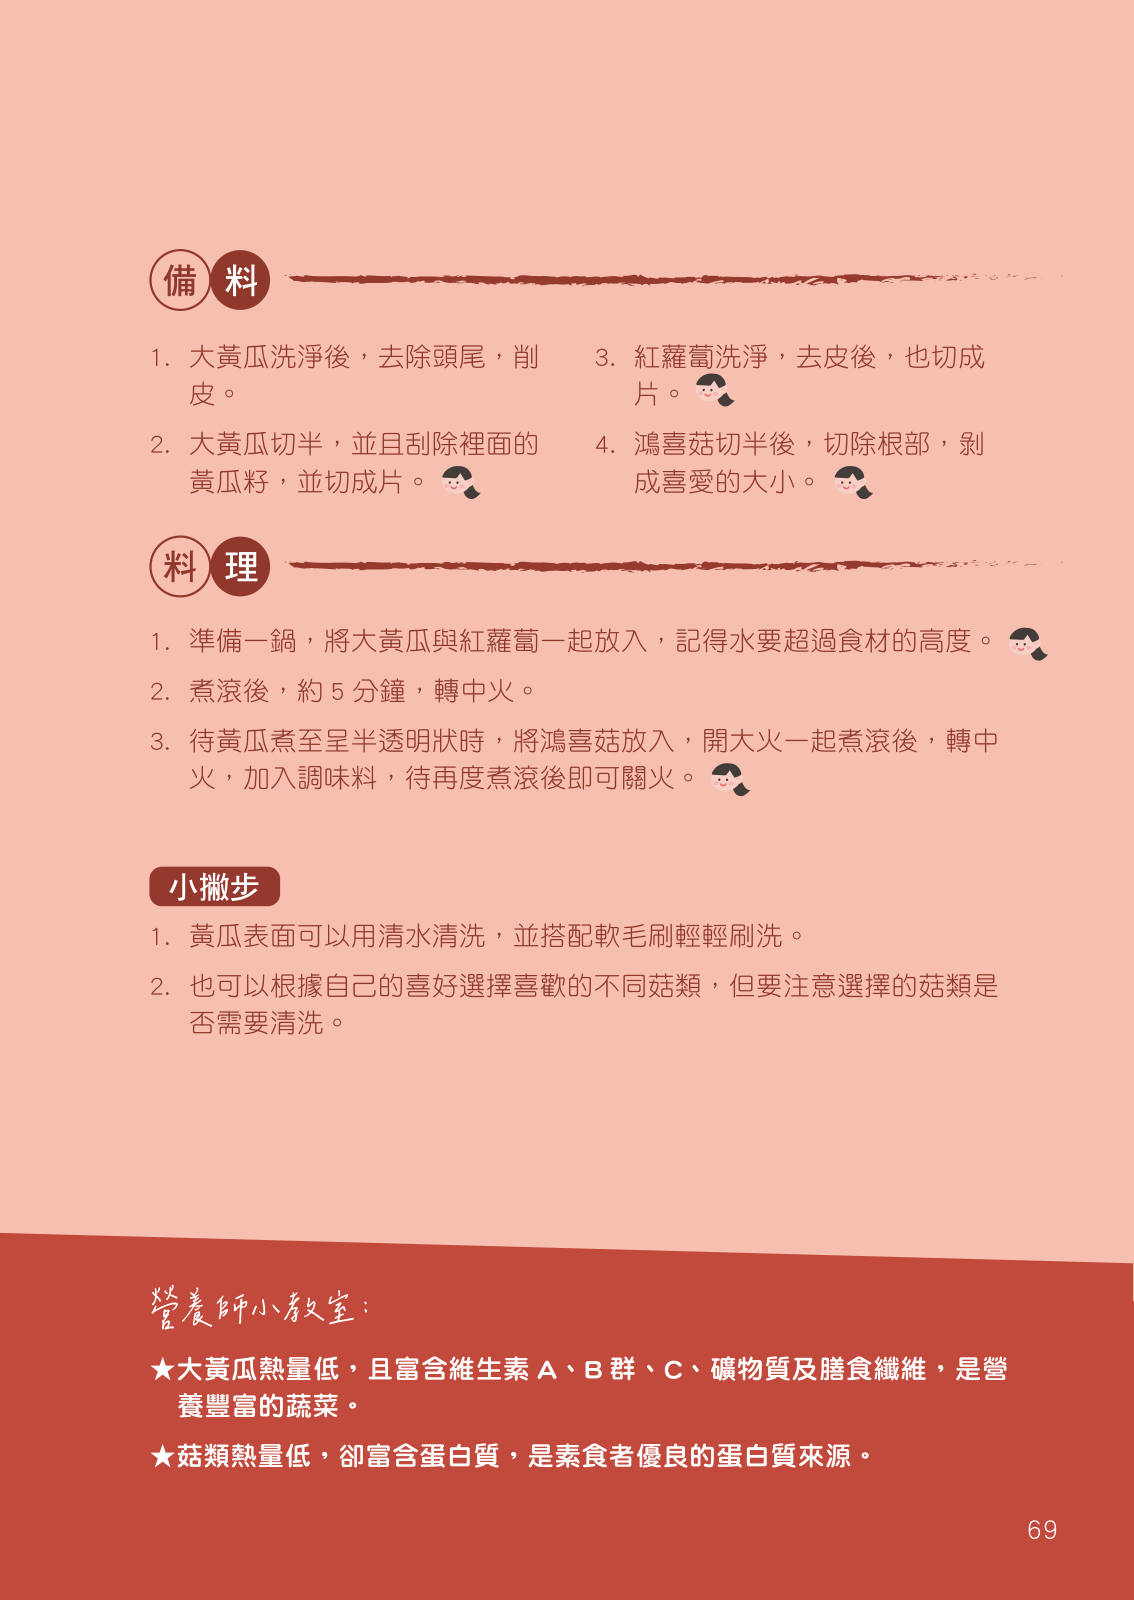 備料
1. 大黃瓜洗淨後，去除頭尾，削
皮。
2. 大黃瓜切半，並且刮除裡面的
黃瓜籽，並切成片。
3. 紅蘿蔔洗淨，去皮後，也切成
片。
4. 鴻喜菇切半後，切除根部，剝
成喜愛的大小。
料理
1. 準備一鍋，將大黃瓜與紅蘿蔔一起放入，記得水要超過食材的高度。
2. 煮滾後，約 5 分鐘，轉中火。
3. 待黃瓜煮至呈半透明狀時，將鴻喜菇放入，開大火一起煮滾後，轉中
火，加入調味料，待再度煮滾後即可關火。
小撇步
1. 黃瓜表面可以用清水清洗，並搭配軟毛刷輕輕刷洗。
2. 也可以根據自己的喜好選擇喜歡的不同菇類，但要注意選擇的菇類是
否需要清洗。
營養師小教室：
★大黃瓜熱量低，且富含維生素 A、B 群、C、礦物質及膳食纖維，是營
養豐富的蔬菜。
★菇類熱量低，卻富含蛋白質，是素食者優良的蛋白質來源。
69